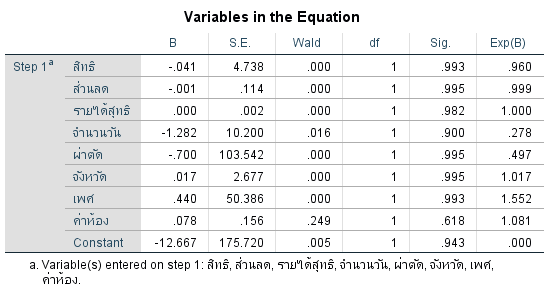 Variables in the Equation
B S.E. Wald df Sig. Exp(B)
Step 1a สิทธิ -.041 4.738 .000 1 .993 .960
ส่วนลด -.001 .114 .000 1 .995 .999
รายได้สุทธิ .000 .002 .000 1 .982 1.000
จำนวนวัน -1.282 10.200 .016 1 .900 .278
ผ่าตัด -.700 103.542 .000 1 .995 .497
จังหวัด .017 2.677 .000 1 .995 1.017
เพศ .440 50.386 .000 1 .993 1.552
ค่าห้อง .078 .156 .249 1 .618 1.081
Constant -12.667 175.720 .005 1 .943 .000
a. Variable(s) entered on step 1: สิทธิ, ส่วนลด, รายได้สุทธิ, จำนวนวัน, ผ่าตัด, จังหวัด, เพศ,
ค่าห้อง.